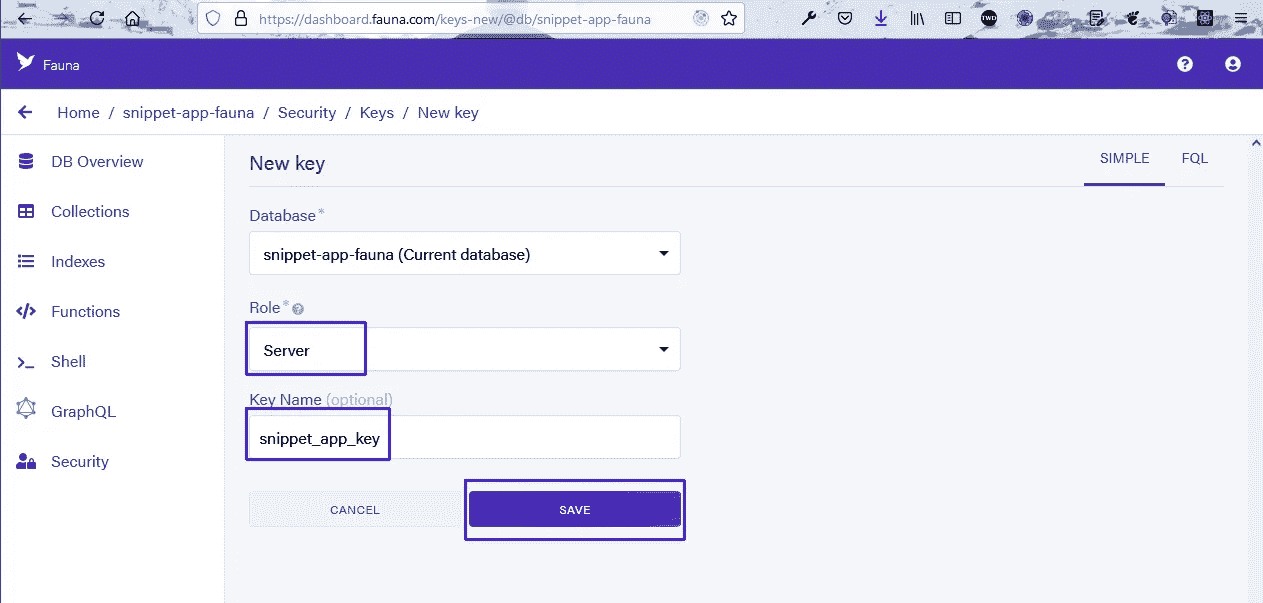 https://dashboard.fauna.com/keys-new/@db/snippet-app-fauna
TWD
Fauna
Home / snippet-app-fauna / Security / Keys / New key
DB Overview
Collections
Indexes
Functions
Shell
GraphQL
Security
New key
SIMPLE FQL
Database*
snippet-app-fauna (Current database)
Role*
Server
Key Name (optional)
snippet_app_key
CANCEL SAVE